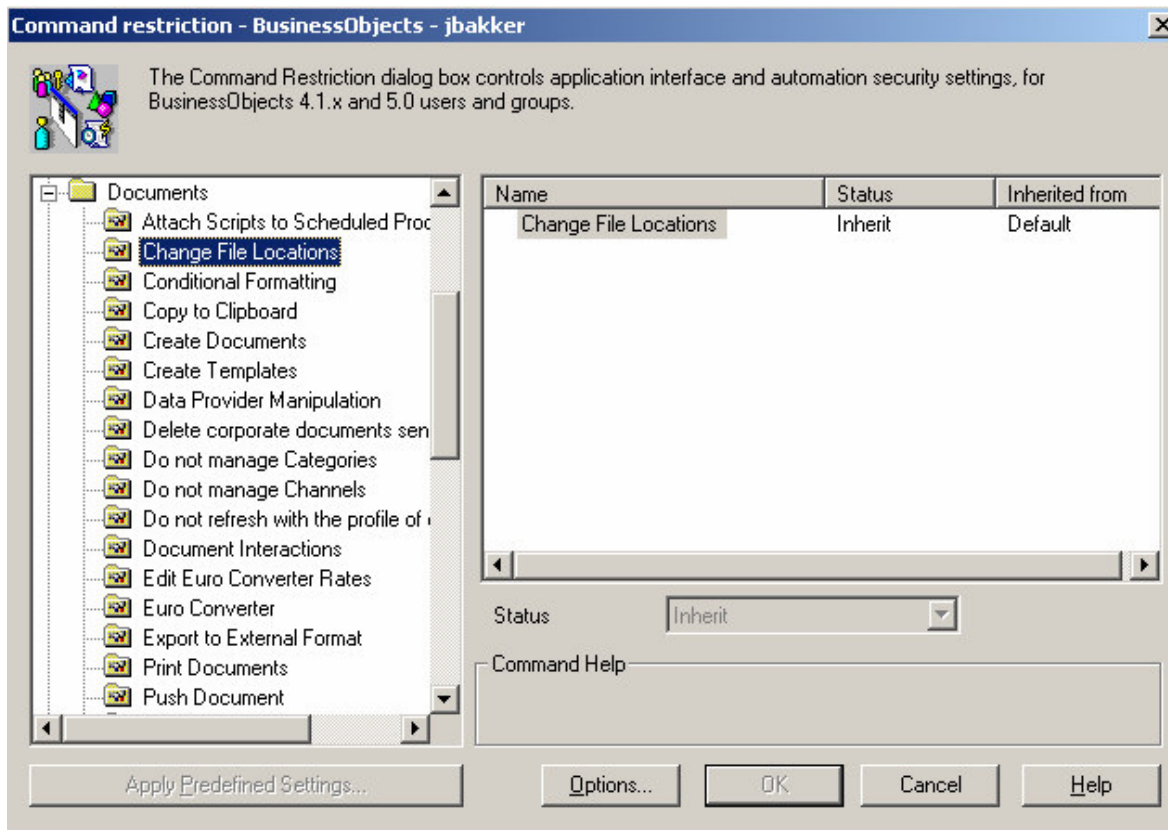 Command restriction - BusinessObjects - jbakker
The Command Restriction dialog box controls application interface and automation security settings, for
BusinessObjects 4.1.x and 5.0 users and groups.
Documents
Attach Scripts to Scheduled Proc
Change File Locations
Conditional Formatting
Copy to Clipboard
Create Documents
Create Templates
Data Provider Manipulation
Delete corporate documents sen
Do not manage Categories
Do not manage Channels
Do not refresh with the profile of
Document Interactions
Edit Euro Converter Rates
Euro Converter
Export to External Format
Print Documents
Push Document
Name Status Inherited from
Change File Locations Inherit Default
Status Inherit
Command Help
Apply Predefined Settings... Options... OK Cancel Help